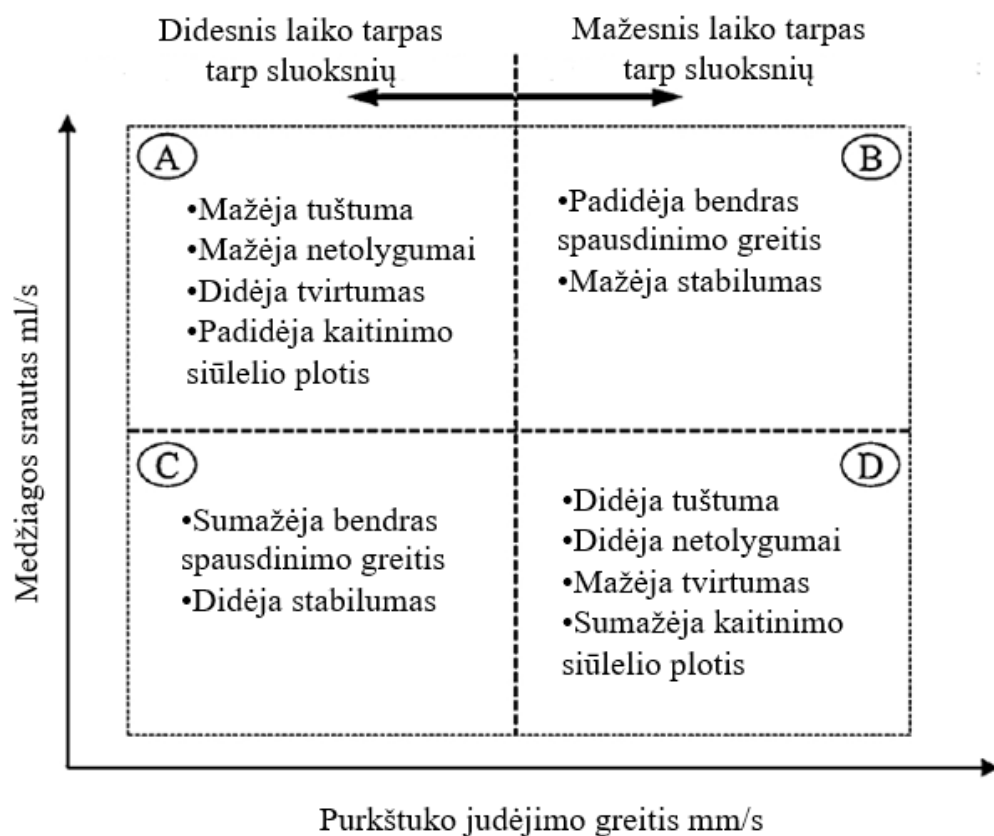 Didesnis laiko tarpas
tarp sluoksnių
Mažesnis laiko tarpas
tarp sluoksnių
Medžiagos srautas ml/s
A
•Mažėja tuštuma
•Mažėja netolygumai
•Didėja tvirtumas
•Padidėja kaitinimo
siūlelio plotis
B
•Padidėja bendras
spausdinimo greitis
•Mažėja stabilumas
C
•Sumažėja bendras
spausdinimo greitis
•Didėja stabilumas
D
•Didėja tuštuma
•Didėja netolygumai
•Mažėja tvirtumas
•Sumažėja kaitinimo
siūlelio plotis
Purkštuko judėjimo greitis mm/s